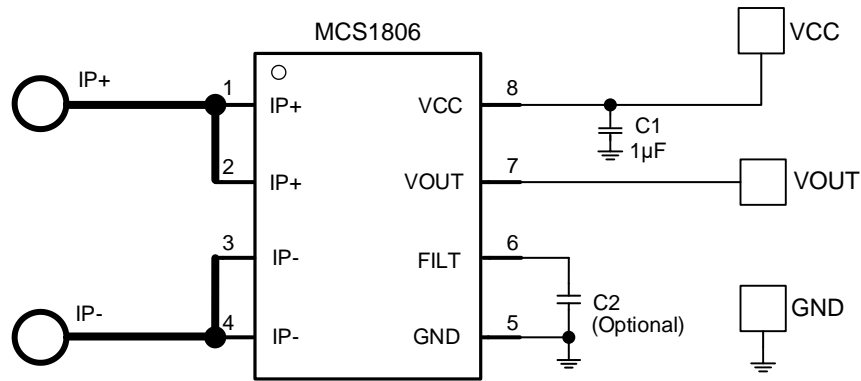 MCS1806
VCC
IP+
1
IP+
VCC
8
C1
1µF
2
IP+
VOUT
7
VOUT
3
IP-
FILT
6
C2
(Optional)
GND
IP-
4
IP-
GND
5